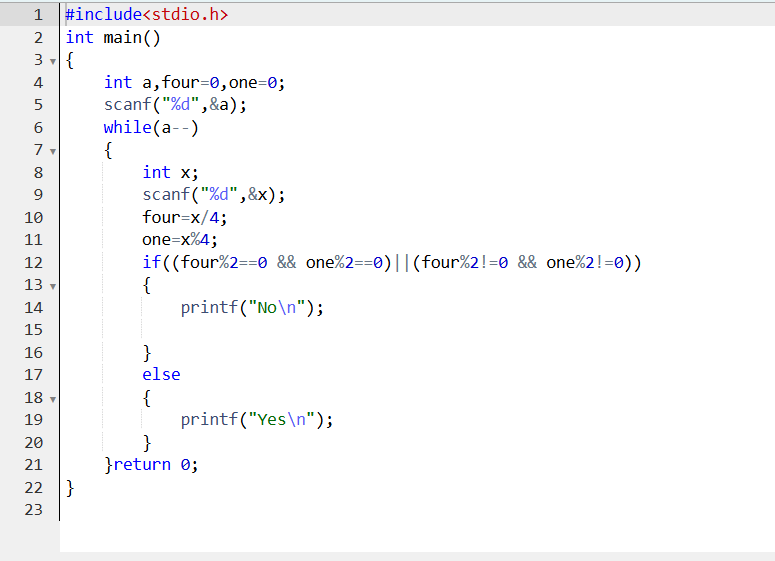 1 #include<stdio.h>
2 int main()
3 {
4 int a,four=0,one=0;
5 scanf("%d",&a);
6 while(a--)
7 {
8 int x;
9 scanf("%d",&x);
10 four=x/4;
11 one=x%4;
12 if((four%2==0 && one%2==0)||(four%2!=0 && one%2!=0))
13 {
14 printf("No\n");
15
16 }
17 else
18 {
19 printf("Yes\n");
20 }
21 }return 0;
22 }
23